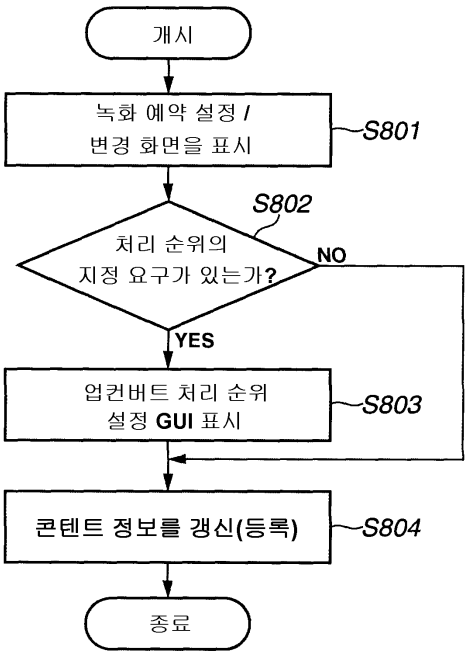 개시
녹화 예약 설정 /
변경 화면을 표시
S801
S802
처리 순위의
지정 요구가 있는가?
NO
YES
업컨버트 처리 순위
설정 GUI 표시
S803
콘텐트 정보를 갱신(등록)
S804
종료